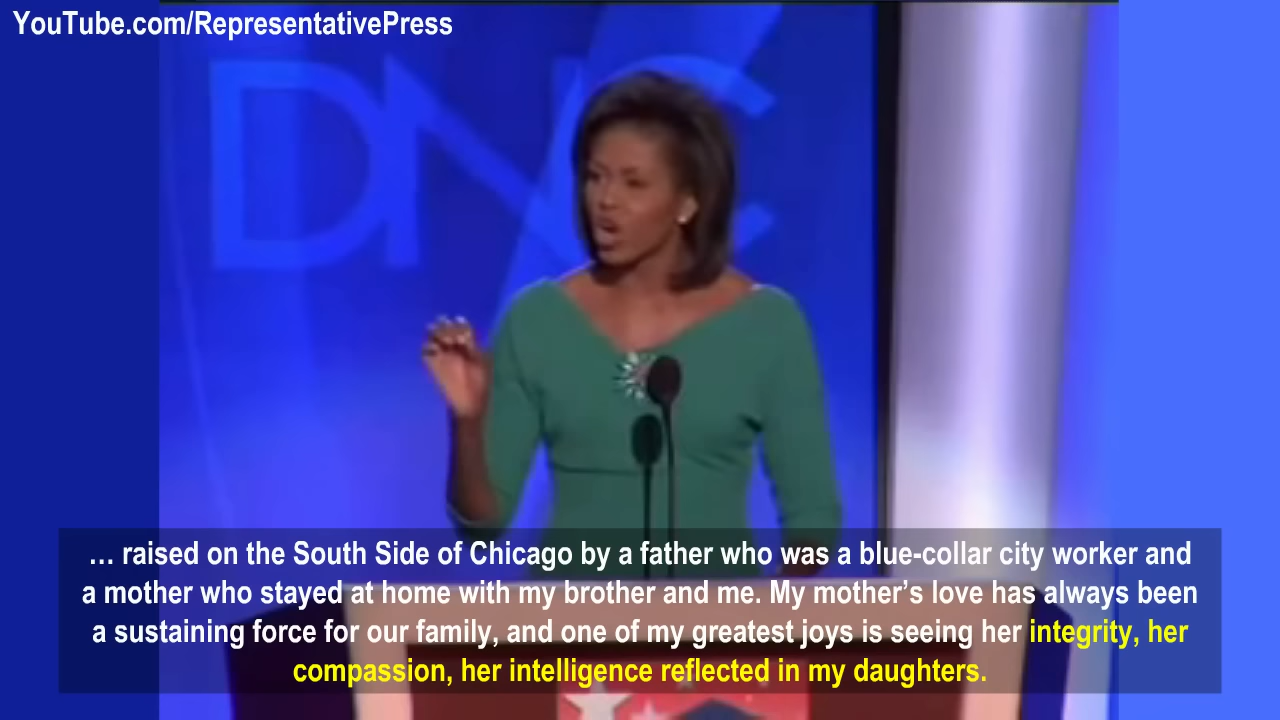 YouTube.com/RepresentativePress
DNC
… raised on the South Side of Chicago by a father who was a blue-collar city worker and
a mother who stayed at home with my brother and me. My mother’s love has always been
a sustaining force for our family, and one of my greatest joys is seeing her integrity, her
compassion, her intelligence reflected in my daughters.